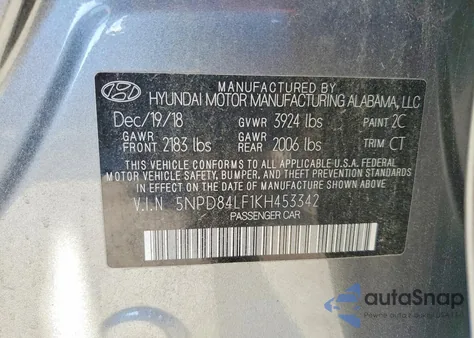 MANUFACTURED BY
HYUNDAI MOTOR MANUFACTURING ALABAMA, LLC
Dec/19/18 GVWR 3924 lbs PAINT 2C
GAWR FRONT 2183 lbs GAWR REAR 2006 lbs TRIM CT
THIS VEHICLE CONFORMS TO ALL APPLICABLE U.S.A. FEDERAL
MOTOR VEHICLE SAFETY, BUMPER, AND THEFT PREVENTION STANDARDS
IN EFFECT ON THE DATE OF MANUFACTURE SHOWN ABOVE.
V.I.N 5NPD84LF1KH453342
PASSENGER CAR
autoSnap